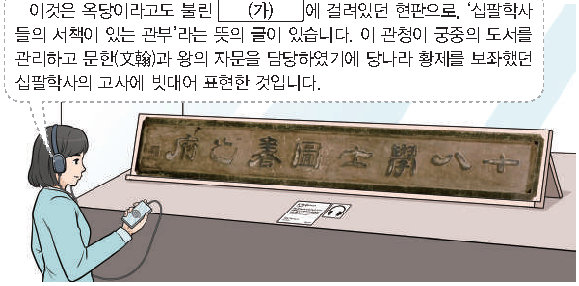 이것은 옥당이라고도 불린 (가) 에 걸려있던 현판으로, ‘십팔학사
들의 서책이 있는 관부’라는 뜻의 글이 있습니다. 이 관청이 궁중의 도서를
관리하고 문한(文翰)과 왕의 자문을 담당하였기에 당나라 황제를 보좌했던
십팔학사의 고사에 빗대어 표현한 것입니다.
府之書圖士學八十